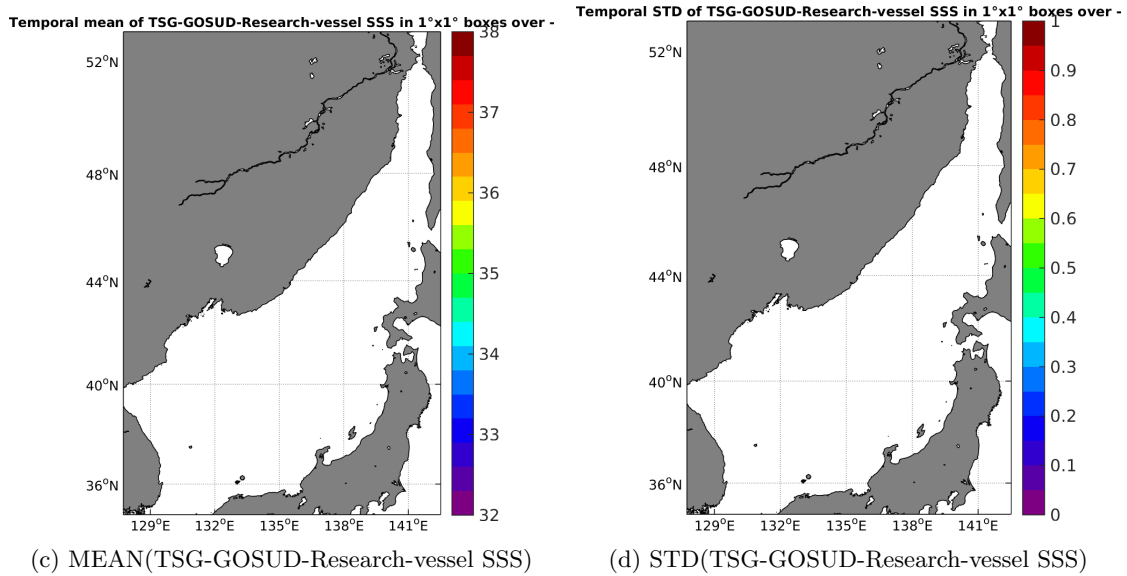 Temporal mean of TSG-GOSUD-Research-vessel SSS in 1°x1° boxes over -
52°N
48°N
44°N
40°N
36°N
129°E 132°E 135°E 138°E 141°E
38
37
36
35
34
33
32
(c) MEAN(TSG-GOSUD-Research-vessel SSS)
Temporal STD of TSG-GOSUD-Research-vessel SSS in 1°x1° boxes over -
52°N
48°N
44°N
40°N
36°N
129°E 132°E 135°E 138°E 141°E
1
0.9
0.8
0.7
0.6
0.5
0.4
0.3
0.2
0.1
0
(d) STD(TSG-GOSUD-Research-vessel SSS)